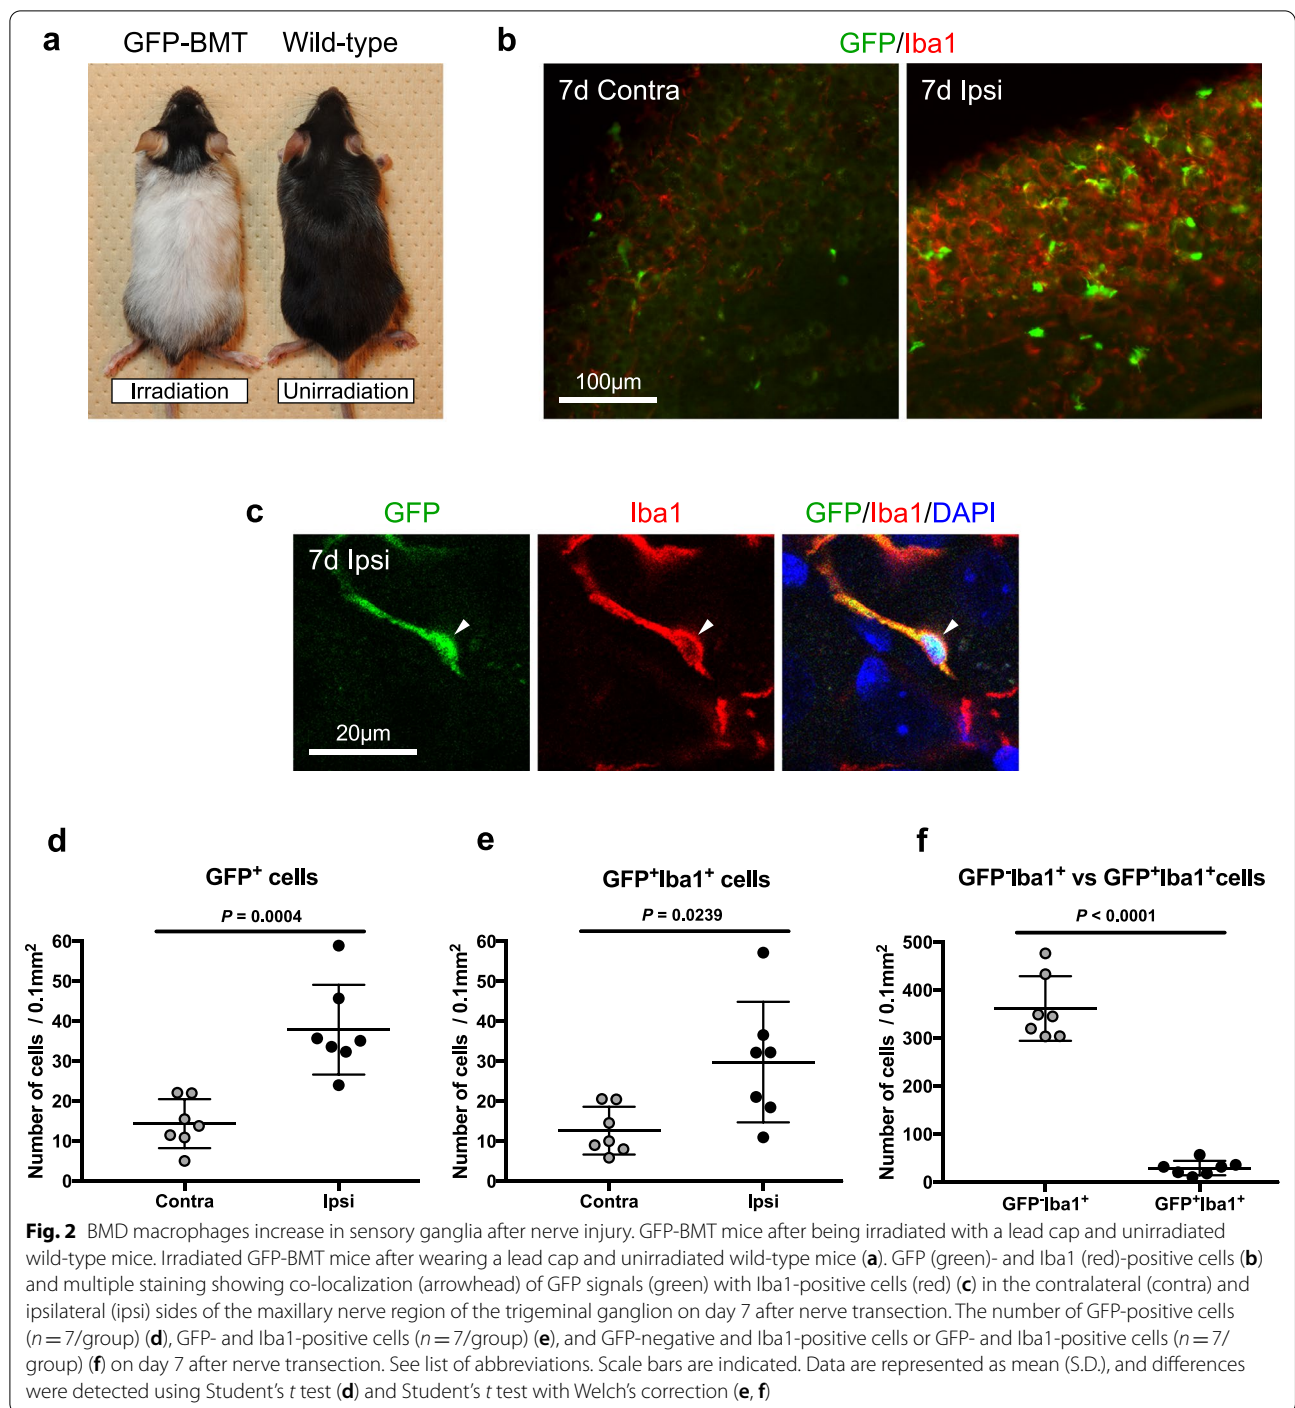 a
GFP-BMT Wild-type
Irradiation Unirradiation
b
GFP/Iba1
7d Contra
7d Ipsi
100μm
c
GFP
Iba1
GFP/Iba1/DAPI
7d Ipsi
20μm
d
GFP⁺ cells
P = 0.0004
Number of cells / 0.1mm²
60
50
40
30
20
10
0
Contra Ipsi
e
GFP⁺Iba1⁺ cells
P = 0.0239
Number of cells / 0.1mm²
60
50
40
30
20
10
0
Contra Ipsi
f
GFP⁻Iba1⁺ vs GFP⁺Iba1⁺cells
P < 0.0001
Number of cells / 0.1mm²
500
400
300
200
100
0
GFP⁻Iba1⁺ GFP⁺Iba1⁺
Fig. 2 BMD macrophages increase in sensory ganglia after nerve injury. GFP-BMT mice after being irradiated with a lead cap and unirradiated
wild-type mice. Irradiated GFP-BMT mice after wearing a lead cap and unirradiated wild-type mice (a). GFP (green)- and Iba1 (red)-positive cells (b)
and multiple staining showing co-localization (arrowhead) of GFP signals (green) with Iba1-positive cells (red) (c) in the contralateral (contra) and
ipsilateral (ipsi) sides of the maxillary nerve region of the trigeminal ganglion on day 7 after nerve transection. The number of GFP-positive cells
(n = 7/group) (d), GFP- and Iba1-positive cells (n = 7/group) (e), and GFP-negative and Iba1-positive cells or GFP- and Iba1-positive cells (n = 7/
group) (f) on day 7 after nerve transection. See list of abbreviations. Scale bars are indicated. Data are represented as mean (S.D.), and differences
were detected using Student's t test (d) and Student's t test with Welch's correction (e, f)